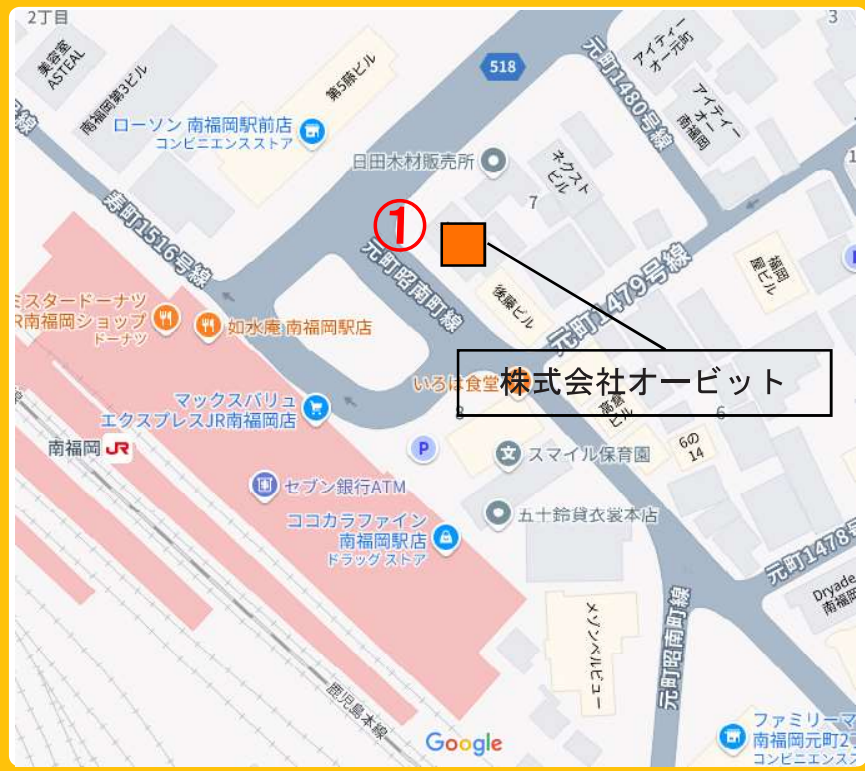 2丁目
3
美容室
ASTEAL
南福岡第3ビル
第5藤ビル
518
元町1480号線
アイティー
オー元町
アイティー
オー
南福岡
ローソン 南福岡駅前店
コンビニエンスストア
日田木材販売所
ネクスト
ビル
7
1
寿町1516号線
①
元町昭南町線
元町1479号線
福岡
屋ビル
P
後藤ビル
ミスタードーナツ
R南福岡ショップ
ドーナツ
如水庵 南福岡駅店
株式会社オービット
いろは食堂
8
高倉
ビル
6
マックスバリュ
エクスプレスJR南福岡店
南福岡 JR
P
スマイル保育園
6の
14
セブン銀行ATM
五十鈴貸衣裳本店
ココカラファイン
南福岡駅店
ドラッグストア
元町1478号
Dryade
南福岡
メゾンベルビュー
元町昭南町線
鹿児島本線
Google
ファミリーマ
南福岡元町2
コンビニエンスス